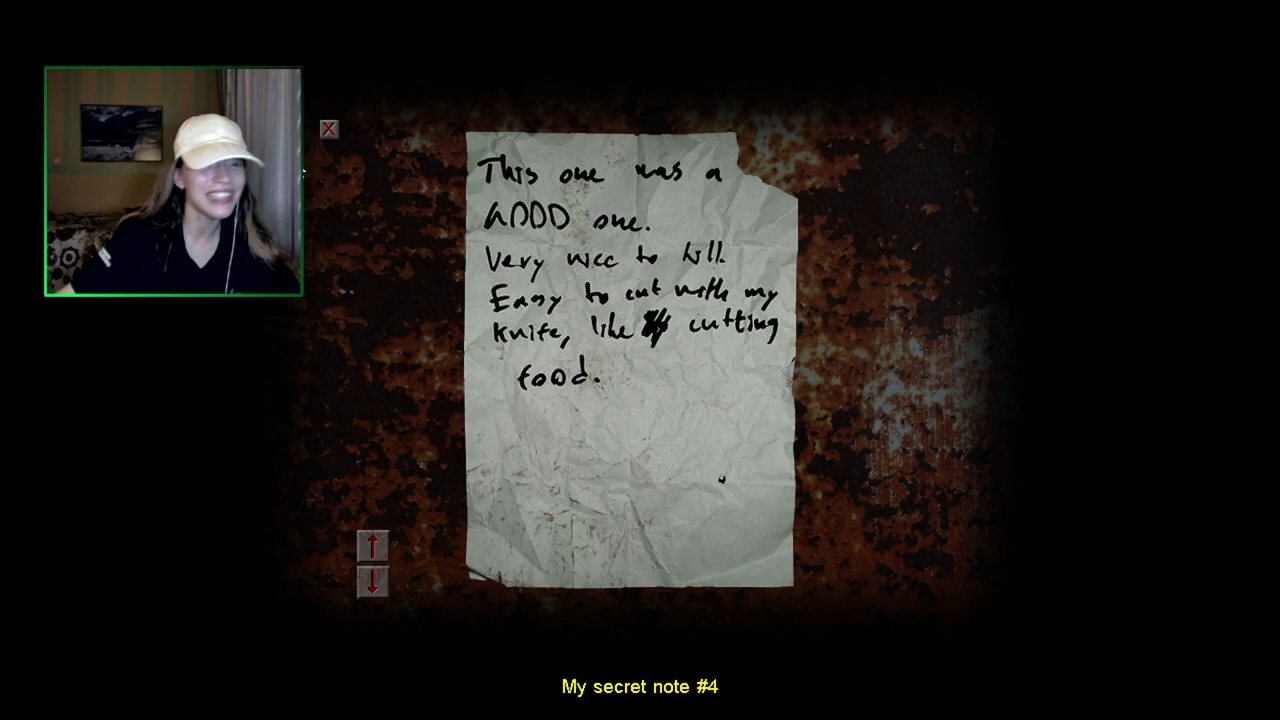 This one was a
GOOD one.
Very nice to kill.
Easy to cut with my
knife, like cutting
food.
My secret note #4